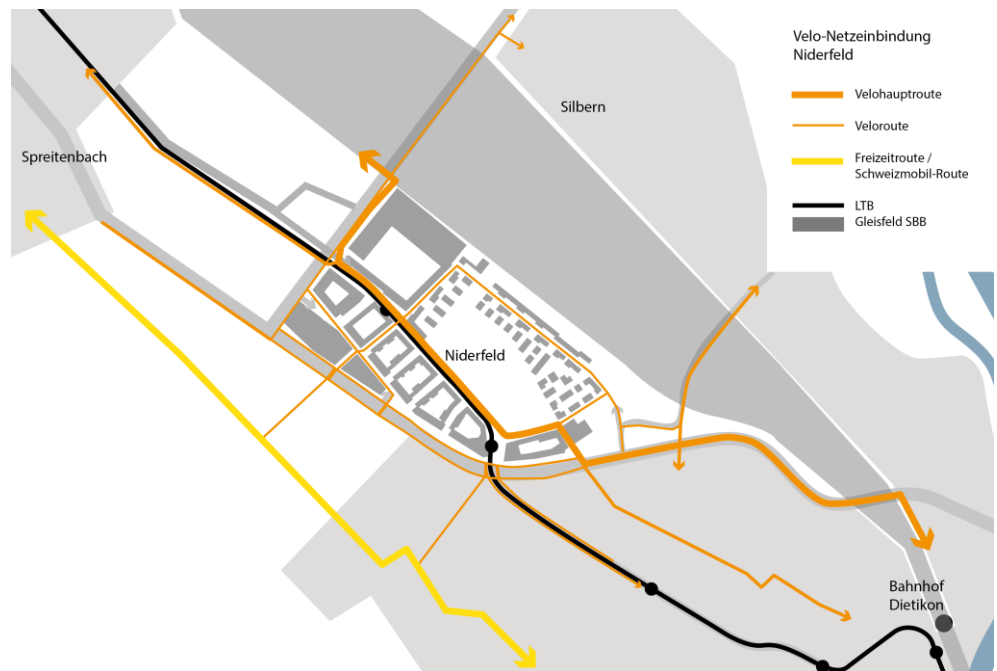 Velo-Netzeinbindung
Niderfeld
Velohauptroute
Veloroute
Freizeitroute /
Schweizmobil-Route
LTB
Gleisfeld SBB
Silbern
Spreitenbach
Niderfeld
Bahnhof
Dietikon